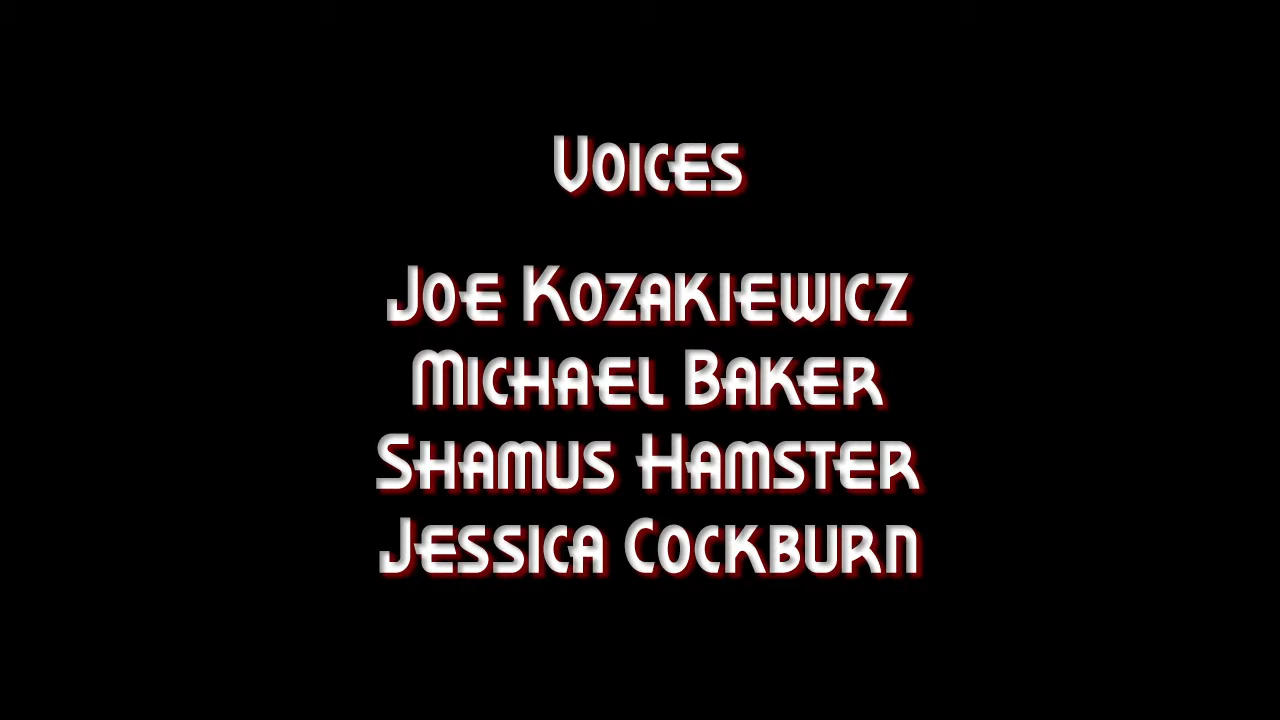 Voices
Joe Kozakiewicz
Michael Baker
Shamus Hamster
Jessica Cockburn